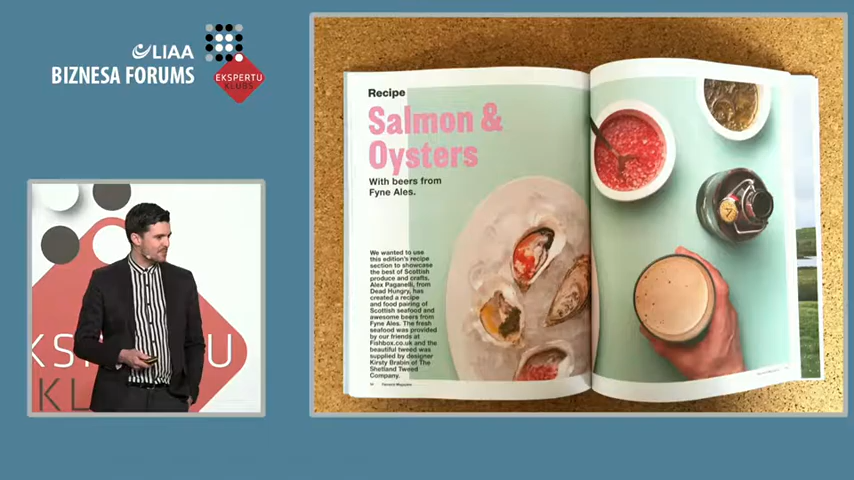 LIAA
BIZNESA FORUMS
EKSPERTU
KLUBS
KS
U
KL
Recipe
Salmon &
Oysters
With beers from
Fyne Ales.
We wanted to use
this edition's recipe
section to showcase
the best of Scottish
produce and crafts.
Alex Paganelli, from
Dead Hungry, has
created a recipe
and food pairing of
Scottish seafood and
awesome beers from
Fyne Ales. The fresh
seafood was provided
by our friends at
Fishbox.co.uk and the
beautiful tweed was
supplied by designer
Kirsty Brabin of The
Shetland Tweed
Company.